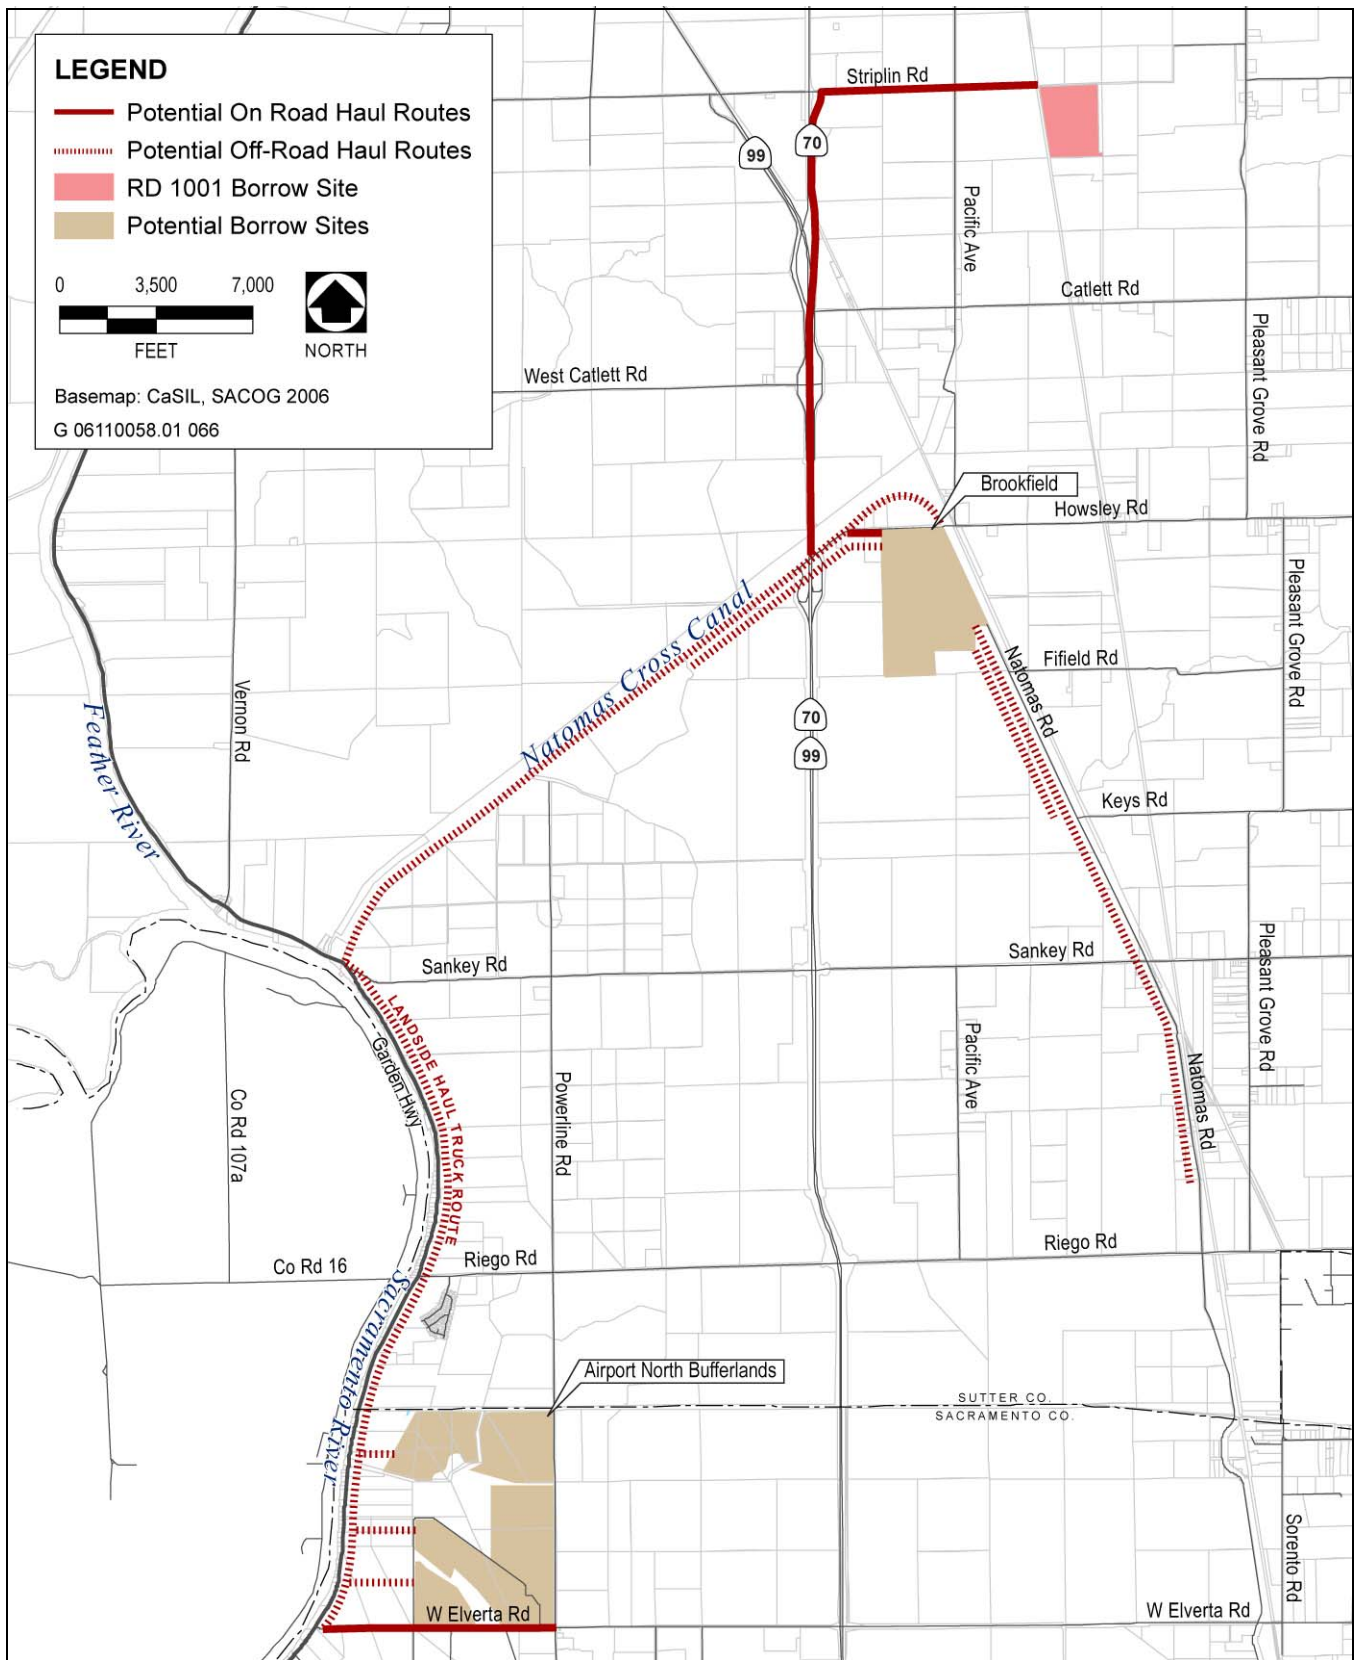 LEGEND
Potential On Road Haul Routes
Potential Off-Road Haul Routes
RD 1001 Borrow Site
Potential Borrow Sites
0 3,500 7,000
FEET
NORTH
Basemap: CaSIL, SACOG 2006
G 06110058.01 066
Striplin Rd
99
70
Pacific Ave
Catlett Rd
Pleasant Grove Rd
West Catlett Rd
Brookfield
Howsley Rd
Natomas Cross Canal
Pleasant Grove Rd
Fifield Rd
Natomas Rd
Vernon Rd
Feather River
70
99
Keys Rd
Sankey Rd
Sankey Rd
Pleasant Grove Rd
LANDSIDE HAUL TRUCK ROUTE
Garden Hwy
Pacific Ave
Natomas Rd
Powerline Rd
Co Rd 107a
Riego Rd
Riego Rd
Co Rd 16
Sacramento River
Airport North Bufferlands
SUTTER CO.
SACRAMENTO CO.
Sorento Rd
W Elverta Rd
W Elverta Rd